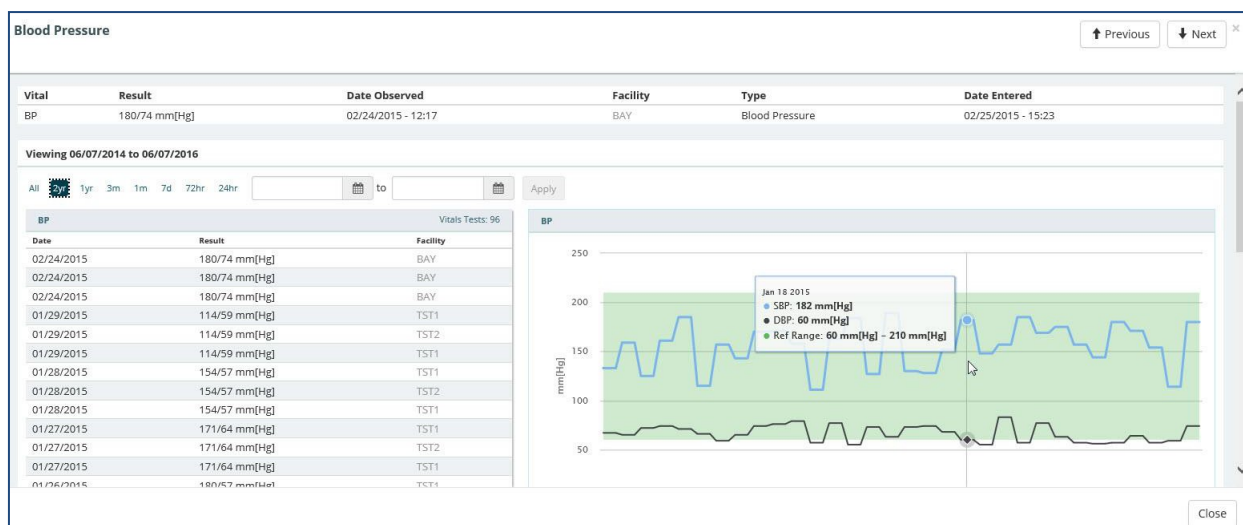 Blood Pressure
Previous
Next
×
Vital Result Date Observed Facility Type Date Entered
BP 180/74 mm[Hg] 02/24/2015 - 12:17 BAY Blood Pressure 02/25/2015 - 15:23
Viewing 06/07/2014 to 06/07/2016
All 2yr 1yr 3m 1m 7d 72hr 24hr to Apply
BP Vitals Tests: 96
Date Result Facility
02/24/2015 180/74 mm[Hg] BAY
02/24/2015 180/74 mm[Hg] BAY
02/24/2015 180/74 mm[Hg] BAY
01/29/2015 114/59 mm[Hg] TST1
01/29/2015 114/59 mm[Hg] TST2
01/29/2015 114/59 mm[Hg] TST1
01/28/2015 154/57 mm[Hg] TST1
01/28/2015 154/57 mm[Hg] TST2
01/28/2015 154/57 mm[Hg] TST1
01/27/2015 171/64 mm[Hg] TST1
01/27/2015 171/64 mm[Hg] TST2
01/27/2015 171/64 mm[Hg] TST1
01/26/2015 180/57 mm[Hg] TST1
BP
250
200
150
100
50
mm[Hg]
Jan 18 2015
SBP: 182 mm[Hg]
DBP: 60 mm[Hg]
Ref Range: 60 mm[Hg] – 210 mm[Hg]
Close